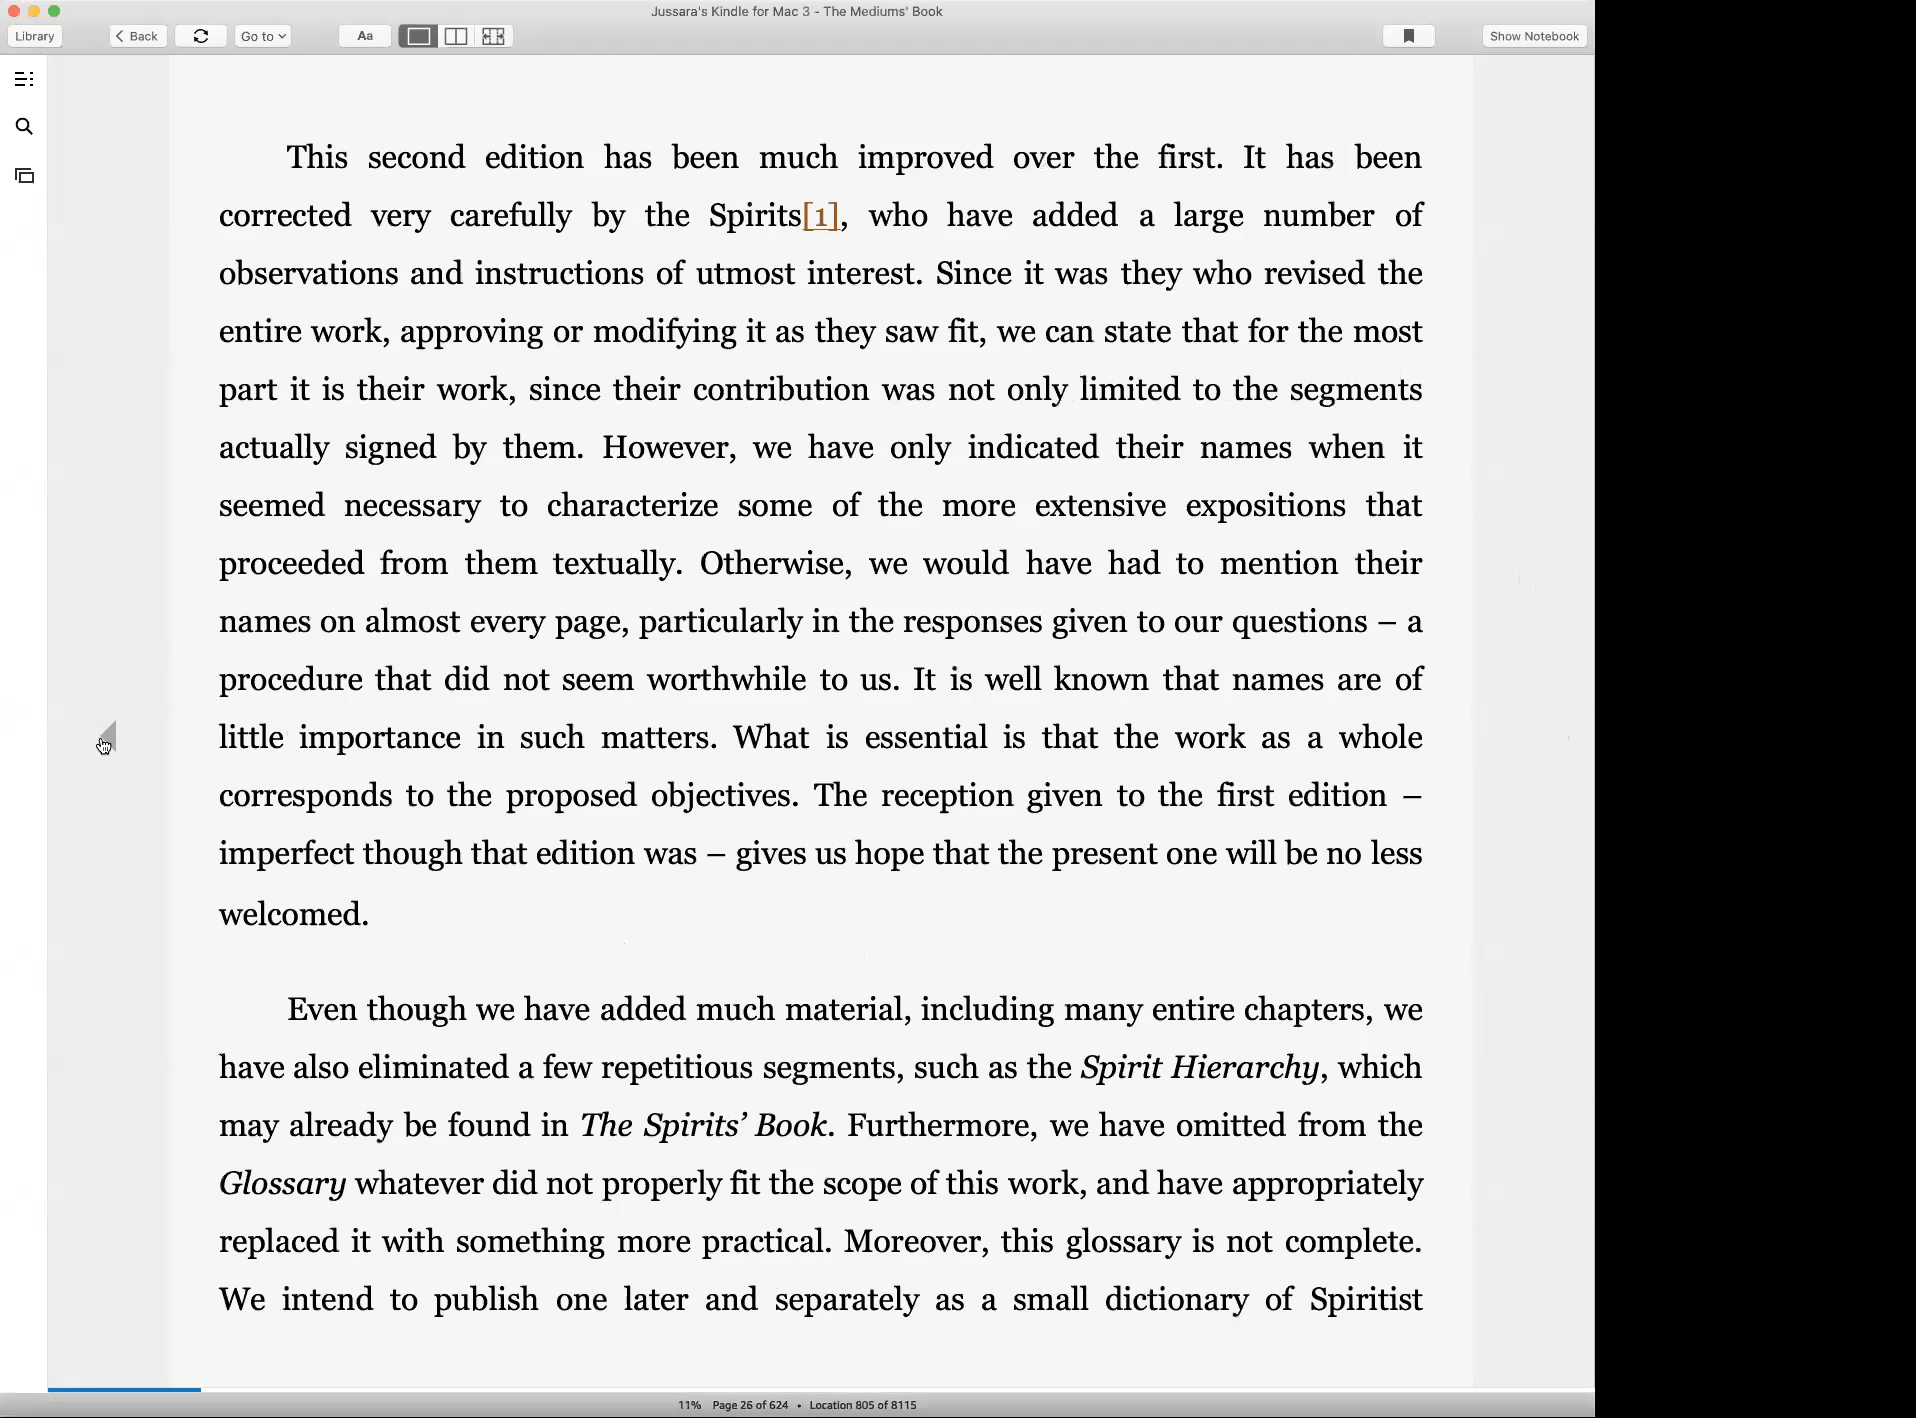 Jussara's Kindle for Mac 3 - The Mediums' Book
Library Back Go to Aa Show Notebook
This second edition has been much improved over the first. It has been
corrected very carefully by the Spirits[1], who have added a large number of
observations and instructions of utmost interest. Since it was they who revised the
entire work, approving or modifying it as they saw fit, we can state that for the most
part it is their work, since their contribution was not only limited to the segments
actually signed by them. However, we have only indicated their names when it
seemed necessary to characterize some of the more extensive expositions that
proceeded from them textually. Otherwise, we would have had to mention their
names on almost every page, particularly in the responses given to our questions – a
procedure that did not seem worthwhile to us. It is well known that names are of
little importance in such matters. What is essential is that the work as a whole
corresponds to the proposed objectives. The reception given to the first edition –
imperfect though that edition was – gives us hope that the present one will be no less
welcomed.
Even though we have added much material, including many entire chapters, we
have also eliminated a few repetitious segments, such as the Spirit Hierarchy, which
may already be found in The Spirits’ Book. Furthermore, we have omitted from the
Glossary whatever did not properly fit the scope of this work, and have appropriately
replaced it with something more practical. Moreover, this glossary is not complete.
We intend to publish one later and separately as a small dictionary of Spiritist
11% Page 26 of 624 • Location 805 of 8115